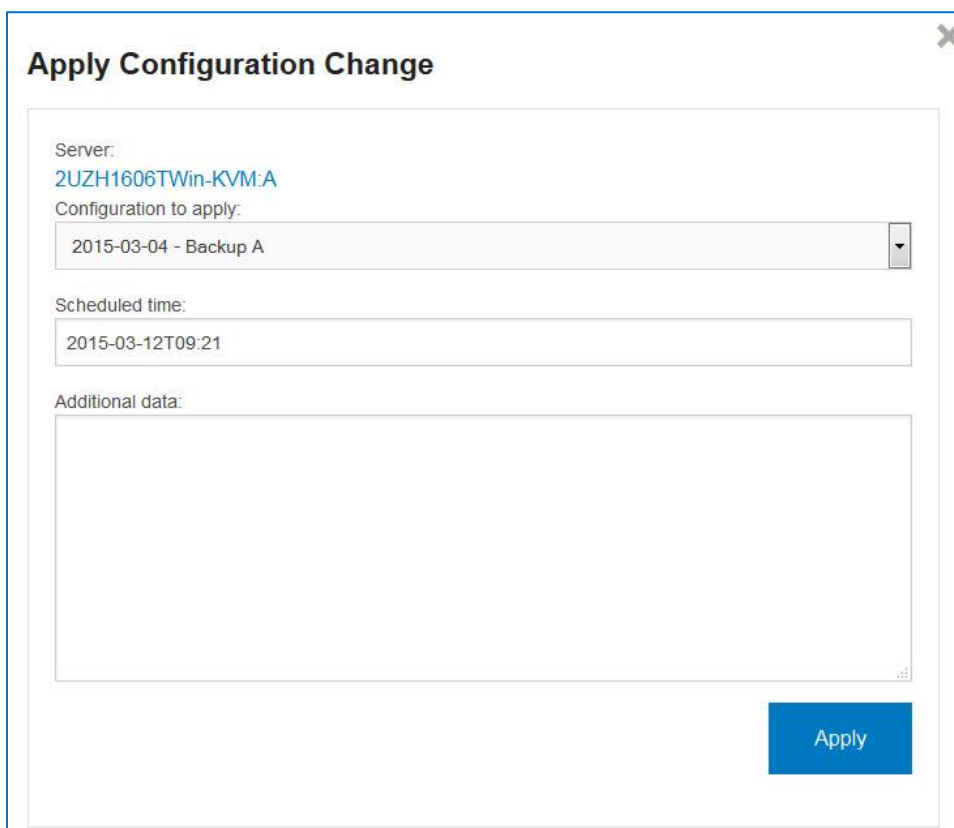 Apply Configuration Change
Server:
2UZH1606TWin-KVM:A
Configuration to apply:
2015-03-04 - Backup A
Scheduled time:
2015-03-12T09:21
Additional data:
Apply